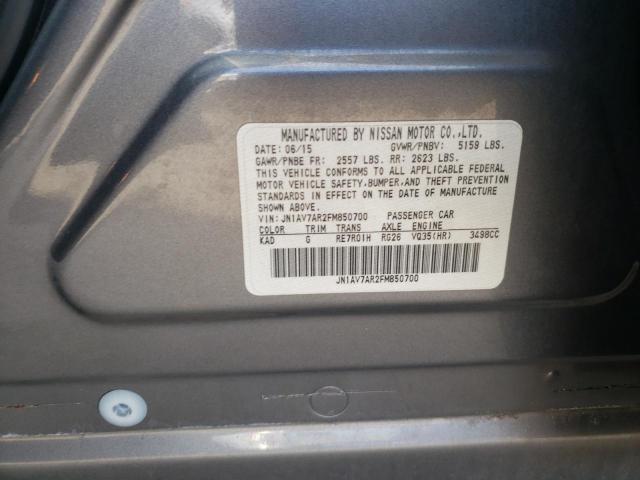 MANUFACTURED BY NISSAN MOTOR CO.,LTD.
DATE: 06/15 GVWR/PNBV: 5159 LBS.
GAWR/PNBE FR: 2557 LBS. RR: 2623 LBS.
THIS VEHICLE CONFORMS TO ALL APPLICABLE FEDERAL
MOTOR VEHICLE SAFETY,BUMPER,AND THEFT PREVENTION
STANDARDS IN EFFECT ON THE DATE OF MANUFACTURE
SHOWN ABOVE.
VIN: JN1AV7AR2FM850700 PASSENGER CAR
COLOR TRIM TRANS AXLE ENGINE
KAD G RE7R01H RG26 VQ35(HR) 3498CC
JN1AV7AR2FM850700